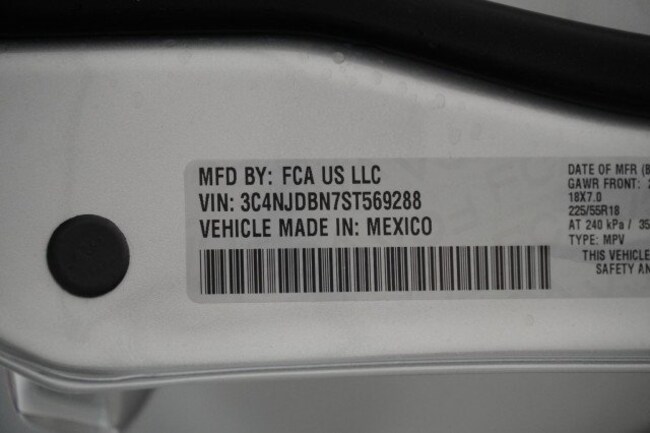 MFD BY: FCA US LLC
VIN: 3C4NJDBN7ST569288
VEHICLE MADE IN: MEXICO
DATE OF MFR
GAWR FRONT:
18X7.0
225/55R18
AT 240 kPa /
TYPE: MPV
THIS VEHICLE
SAFETY